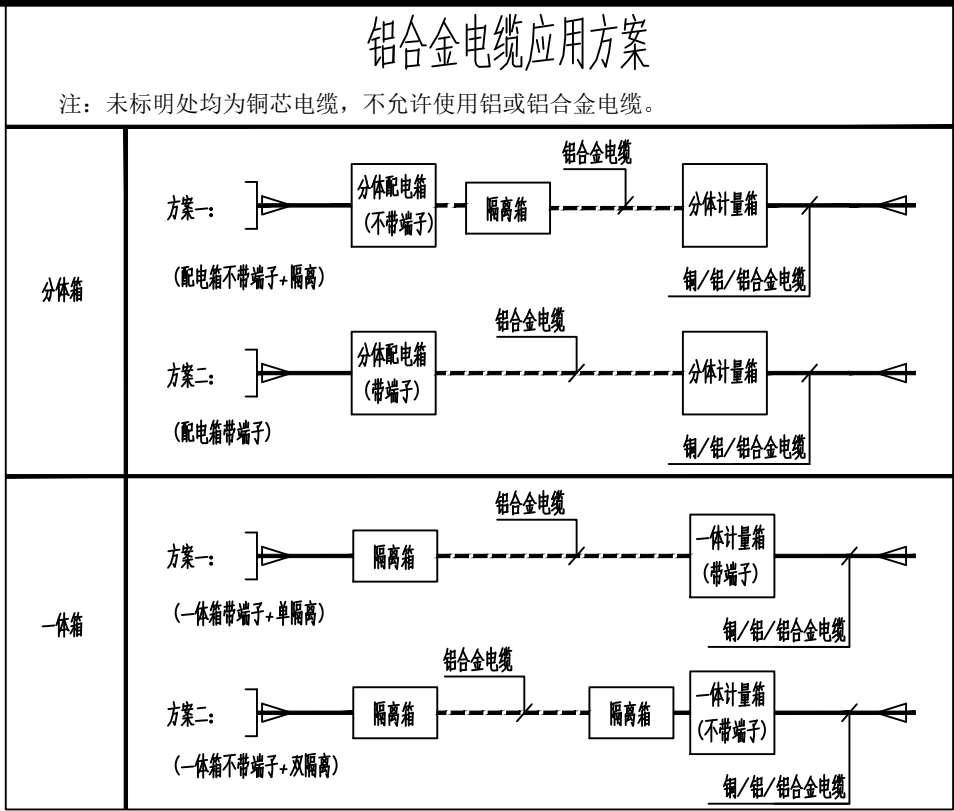 铝合金电缆应用方案
注：未标明处均为铜芯电缆，不允许使用铝或铝合金电缆。
分体箱
方案一：
分体配电箱
（不带端子）
隔离箱
铝合金电缆
分体计量箱
铜/铝/铝合金电缆
（配电箱不带端子+隔离）
方案二：
分体配电箱
（带端子）
铝合金电缆
分体计量箱
铜/铝/铝合金电缆
（配电箱带端子）
一体箱
方案一：
隔离箱
铝合金电缆
一体计量箱
（带端子）
铜/铝/铝合金电缆
（一体箱带端子+单隔离）
方案二：
隔离箱
铝合金电缆
隔离箱
一体计量箱
（不带端子）
铜/铝/铝合金电缆
（一体箱不带端子+双隔离）